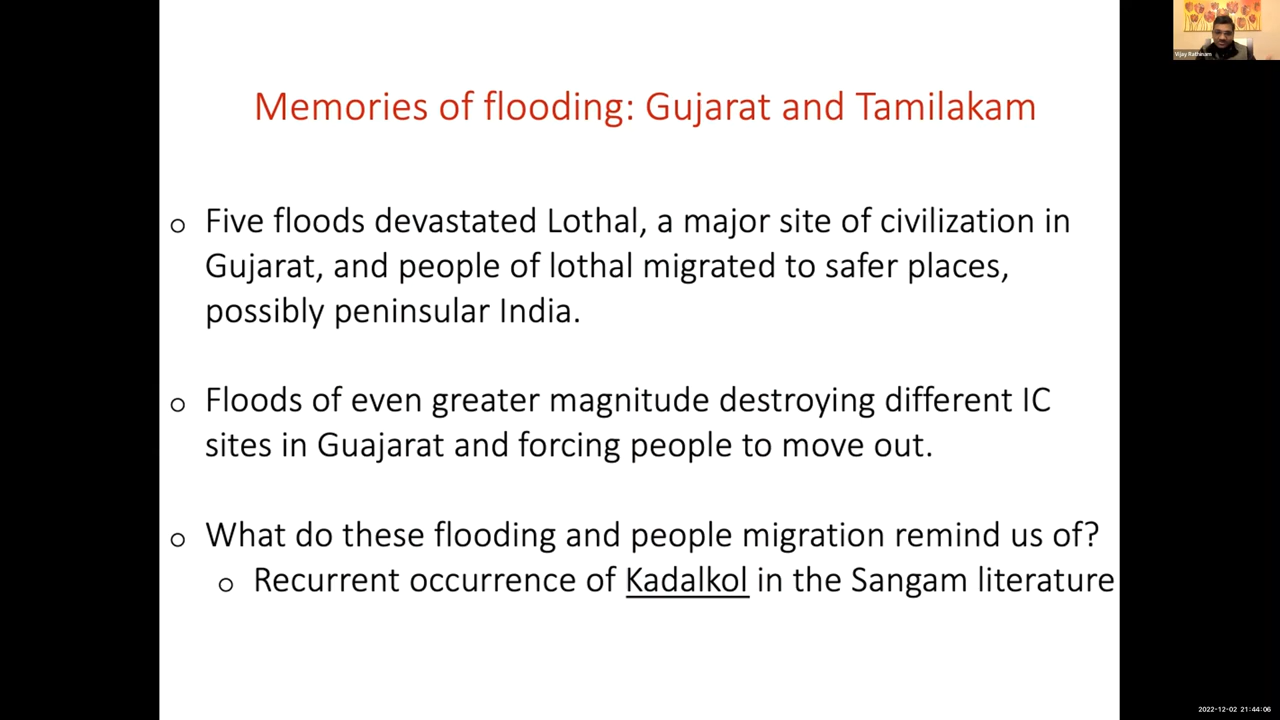 Vijay Rathinam
Memories of flooding: Gujarat and Tamilakam
o Five floods devastated Lothal, a major site of civilization in
Gujarat, and people of lothal migrated to safer places,
possibly peninsular India.
o Floods of even greater magnitude destroying different IC
sites in Guajarat and forcing people to move out.
o What do these flooding and people migration remind us of?
o Recurrent occurrence of Kadalkol in the Sangam literature
2022-12-02 21:44:06